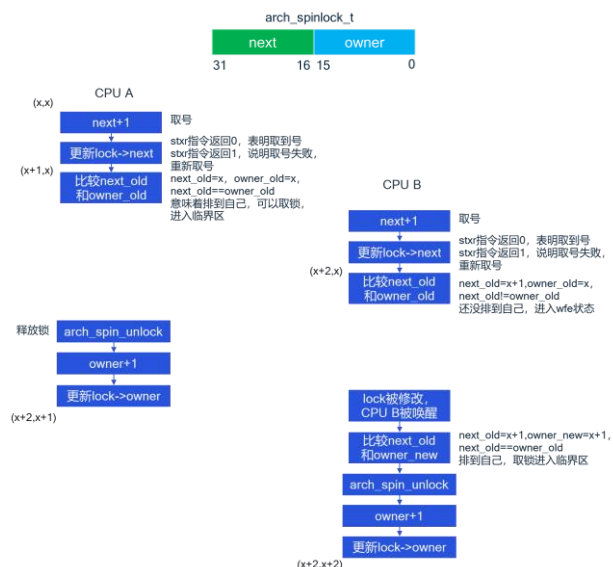 arch_spinlock_t
next owner
31 16 15 0
CPU A
(x,x)
next+1
取号
更新lock->next
stxr指令返回0，表明取到号
stxr指令返回1，说明取号失败，
重新取号
(x+1,x)
比较next_old
和owner_old
next_old=x，owner_old=x，
next_old==owner_old
意味着排到自己，可以取锁，
进入临界区
CPU B
next+1
取号
更新lock->next
stxr指令返回0，表明取到号
stxr指令返回1，说明取号失败，
重新取号
(x+2,x)
比较next_old
和owner_old
next_old=x+1,owner_old=x，
next_old!=owner_old
还没排到自己，进入wfe状态
释放锁
arch_spin_unlock
owner+1
更新lock->owner
(x+2,x+1)
lock被修改，
CPU B被唤醒
比较next_old
和owner_new
next_old=x+1,owner_new=x+1，
next_old==owner_old
排到自己，取锁进入临界区
arch_spin_unlock
owner+1
更新lock->owner
(x+2,x+2)